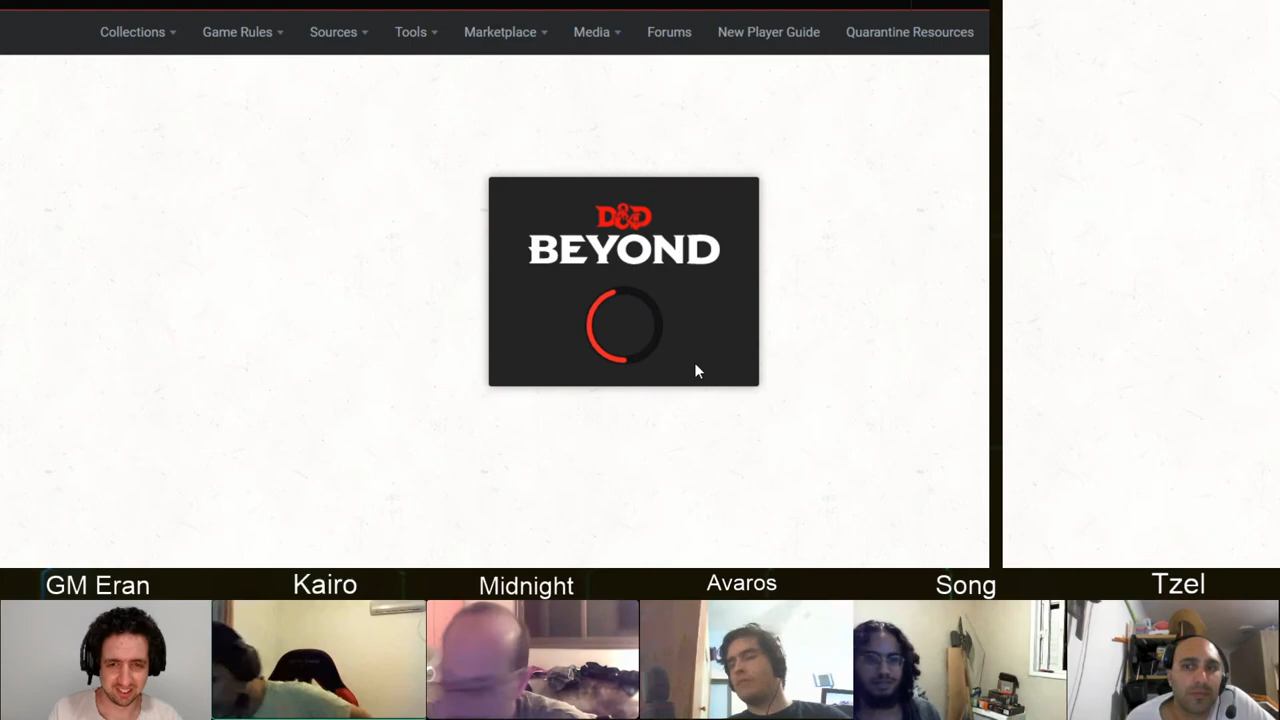 Collections Game Rules Sources Tools Marketplace Media Forums New Player Guide Quarantine Resources
D&D
BEYOND
GM Eran Kairo Midnight Avaros Song Tzel